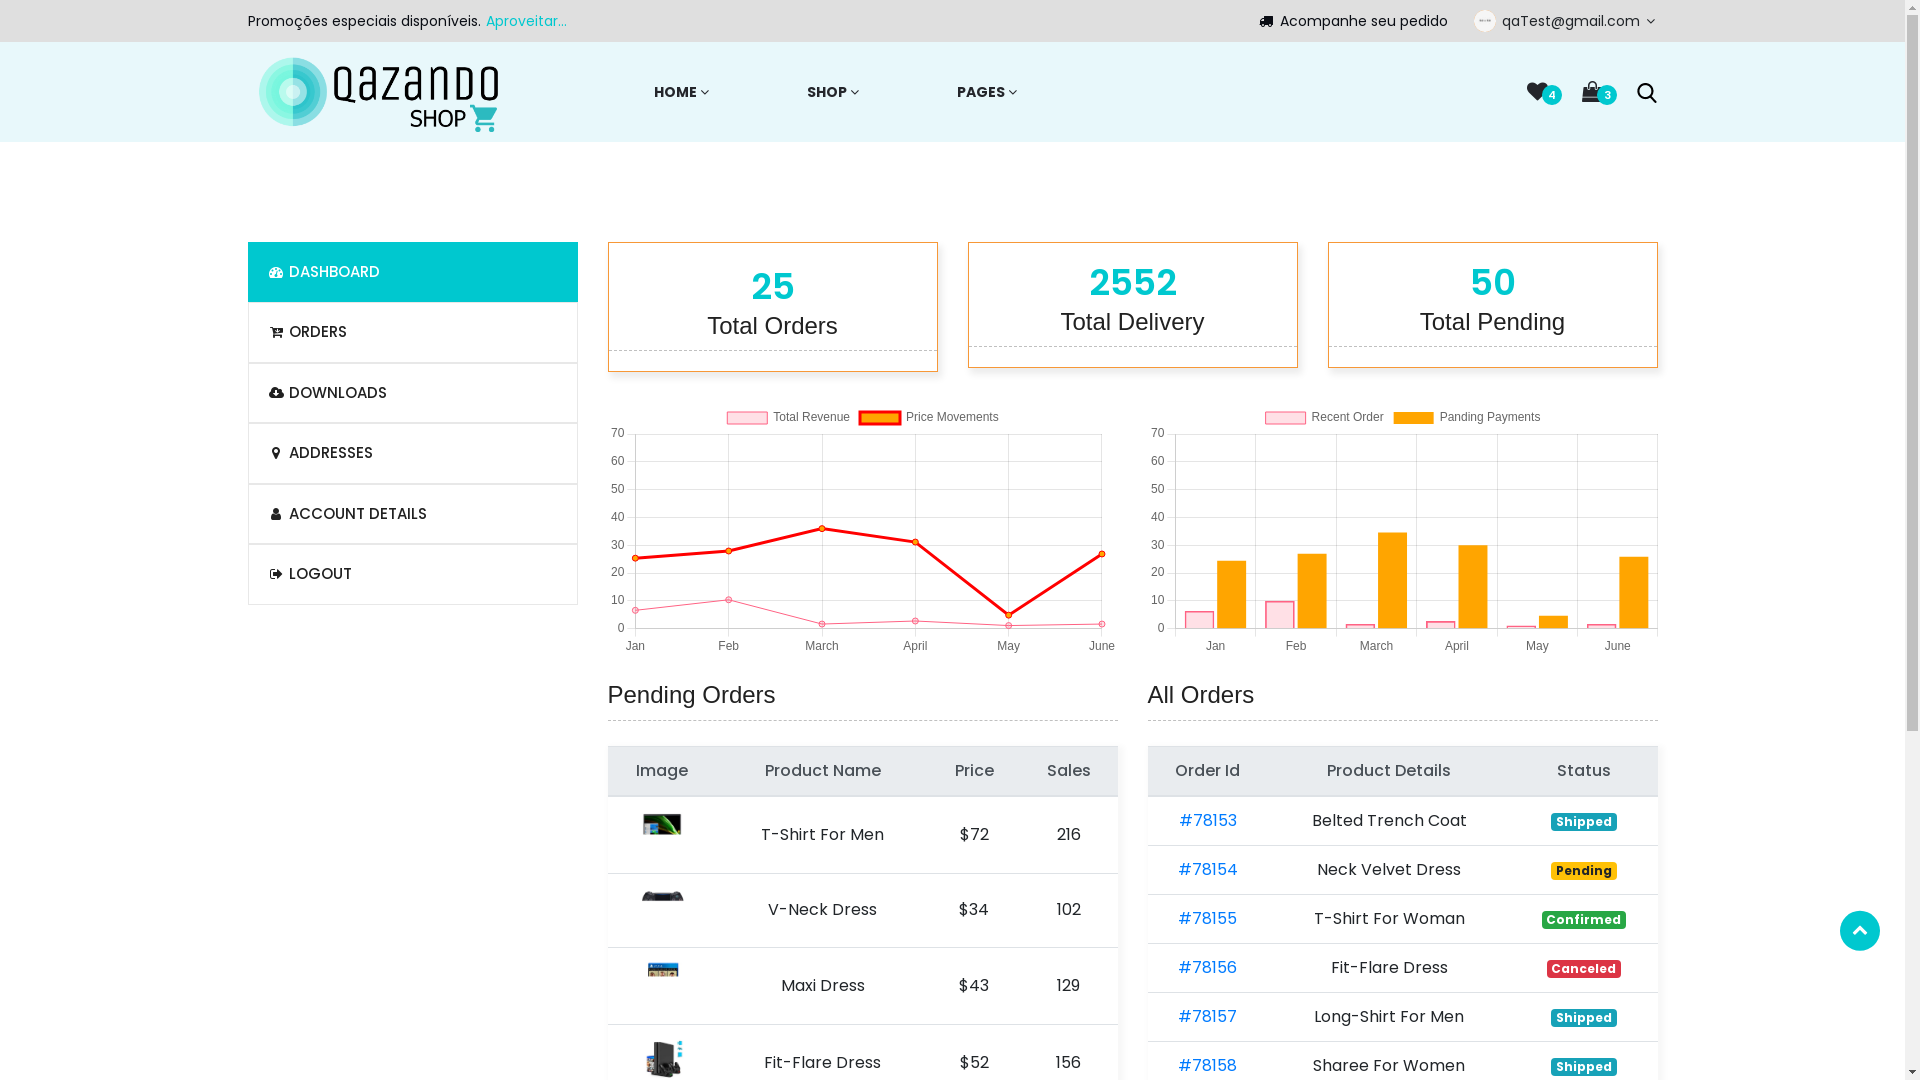 Promoções especiais disponíveis. Aproveitar...
Acompanhe seu pedido
qaTest@gmail.com
Qazando
SHOP
HOME
SHOP
PAGES
4
3
DASHBOARD
ORDERS
DOWNLOADS
ADDRESSES
ACCOUNT DETAILS
LOGOUT
25
Total Orders
2552
Total Delivery
50
Total Pending
Total Revenue Price Movements
70
60
50
40
30
20
10
0
Jan Feb March April May June
Recent Order Panding Payments
70
60
50
40
30
20
10
0
Jan Feb March April May June
Pending Orders
Image Product Name Price Sales
T-Shirt For Men $72 216
V-Neck Dress $34 102
Maxi Dress $43 129
Fit-Flare Dress $52 156
All Orders
Order Id Product Details Status
#78153 Belted Trench Coat Shipped
#78154 Neck Velvet Dress Pending
#78155 T-Shirt For Woman Confirmed
#78156 Fit-Flare Dress Canceled
#78157 Long-Shirt For Men Shipped
#78158 Sharee For Women Shipped